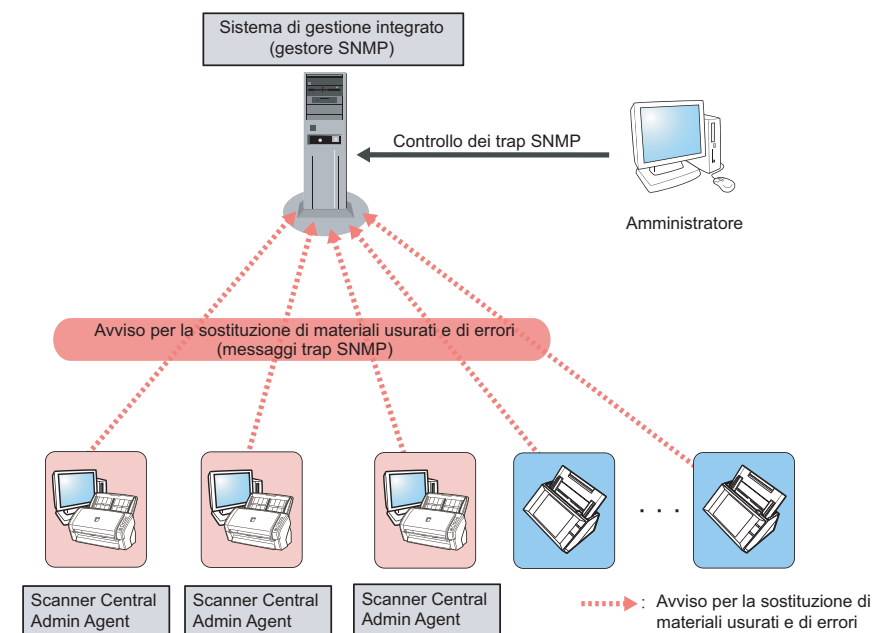 Sistema di gestione integrato
(gestore SNMP)
Controllo dei trap SNMP
Amministratore
Avviso per la sostituzione di materiali usurati e di errori
(messaggi trap SNMP)
. . .
Scanner Central
Admin Agent
Scanner Central
Admin Agent
Scanner Central
Admin Agent
: Avviso per la sostituzione di
materiali usurati e di errori